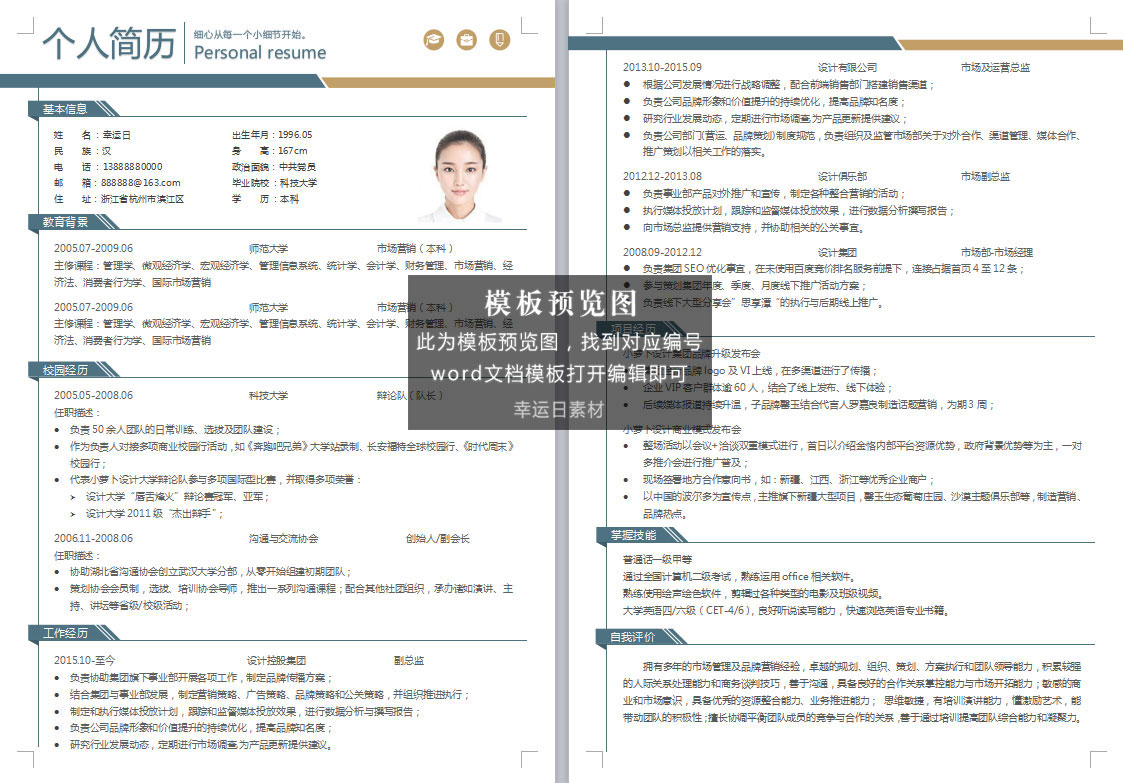 个人简历
细心从每一个小细节开始。
Personal resume
基本信息
姓 名：幸运日 出生年月：1996.05
民 族：汉 身 高：167cm
电 话：13888880000 政治面貌：中共党员
邮 箱：888888@163.com 毕业院校：科技大学
住 址：浙江省杭州市滨江区 学 历：本科
教育背景
2005.07-2009.06 师范大学 市场营销（本科）
主修课程：管理学、微观经济学、宏观经济学、管理信息系统、统计学、会计学、财务管理、市场营销、经
济法、消费者行为学、国际市场营销
2005.07-2009.06 师范大学 市场营销（本科）
主修课程：管理学、微观经济学、宏观经济学、管理信息系统、统计学、会计学、财务管理、市场营销、经
济法、消费者行为学、国际市场营销
校园经历
2005.05-2008.06 科技大学 辩论队（队长）
任职描述：
● 负责 50 余人团队的日常训练、选拔及团队建设；
● 作为负责人对接多项商业校园行活动，如《奔跑吧兄弟》大学站录制、长安福特全球校园行、《时代周末》
校园行；
● 代表小萝卜设计大学辩论队参与多项国际型比赛，并取得多项荣誉：
➢ 设计大学“唇舌烽火”辩论赛冠军、亚军；
➢ 设计大学 2011 级“杰出辩手”；
2006.11-2008.06 沟通与交流协会 创始人/副会长
任职描述：
● 协助湖北省沟通协会创立武汉大学分部，从零开始组建初期团队；
● 策划协会会员制，选拔、培训协会导师，推出一系列沟通课程；配合其他社团组织，承办诸如演讲、主
持、讲坛等省级/校级活动；
工作经历
2015.10-至今 设计控股集团 副总监
● 负责协助集团旗下事业部开展各项工作，制定品牌传播方案；
● 结合集团与事业部发展，制定营销策略、广告策略、品牌策略和公关策略，并组织推进执行；
● 制定和执行媒体投放计划，跟踪和监督媒体投放效果，进行数据分析与撰写报告；
● 负责公司品牌形象和价值提升的持续优化，提高品牌知名度；
● 研究行业发展动态，定期进行市场调查,为产品更新提供建议。
2013.10-2015.09 设计有限公司 市场及运营总监
● 根据公司发展情况进行战略调整，配合前端销售部门搭建销售渠道；
● 负责公司品牌形象和价值提升的持续优化，提高品牌知名度；
● 研究行业发展动态，定期进行市场调查,为产品更新提供建议；
● 负责公司部门(营运、品牌策划)制度规范，负责组织及监管市场部关于对外合作、渠道管理、媒体合作、
推广策划以相关工作的落实。
2012.12-2013.08 设计俱乐部 市场副总监
● 负责事业部产品对外推广和宣传，制定各种整合营销的活动；
● 执行媒体投放计划，跟踪和监督媒体投放效果，进行数据分析撰写报告；
● 向市场总监提供营销支持，并协助相关的公关事宜。
2008.09-2012.12 设计集团 市场部-市场经理
● 负责集团 SEO 优化事宜，在未使用百度竞价排名服务前提下，连接占据首页 4 至 12 条；
● 参与策划集团年度、季度、月度线下推广活动方案；
● 负责线下大型分享会”思享潭“的执行与后期线上推广。
项目经历
小萝卜设计集团品牌升级发布会
品牌 logo 及 VI 上线，在多渠道进行了传播；
● 企业 VIP 客户群体逾 60 人，结合了线上发布、线下体验；
● 后续媒体报道持续升温，子品牌馨玉结合代言人罗嘉良制造话题营销，为期 3 周；
小萝卜设计商业模式发布会
● 整场活动以会议+洽谈双重模式进行，首日以介绍金恪内部平台资源优势，政府背景优势等为主，一对
多推介会进行推广普及；
● 现场签署地方合作意向书，如：新疆、江西、浙江等优秀企业商户；
● 以中国的波尔多为宣传点，主推旗下新疆大型项目，馨玉生态葡萄庄园、沙漠主题俱乐部等，制造营销、
品牌热点。
掌握技能
普通话一级甲等
通过全国计算机二级考试，熟练运用 office 相关软件。
熟练使用绘声绘色软件，剪辑过各种类型的电影及班级视频。
大学英语四/六级（CET-4/6），良好听说读写能力，快速浏览英语专业书籍。
自我评价
拥有多年的市场管理及品牌营销经验，卓越的规划、组织、策划、方案执行和团队领导能力，积累较强
的人际关系处理能力和商务谈判技巧，善于沟通，具备良好的合作关系掌控能力与市场开拓能力；敏感的商
业和市场意识，具备优秀的资源整合能力、业务推进能力； 思维敏捷，有培训演讲能力，懂激励艺术，能
带动团队的积极性；擅长协调平衡团队成员的竞争与合作的关系，善于通过培训提高团队综合能力和凝聚力。
模板预览图
此为模板预览图，找到对应编号
word文档模板打开编辑即可
幸运日素材